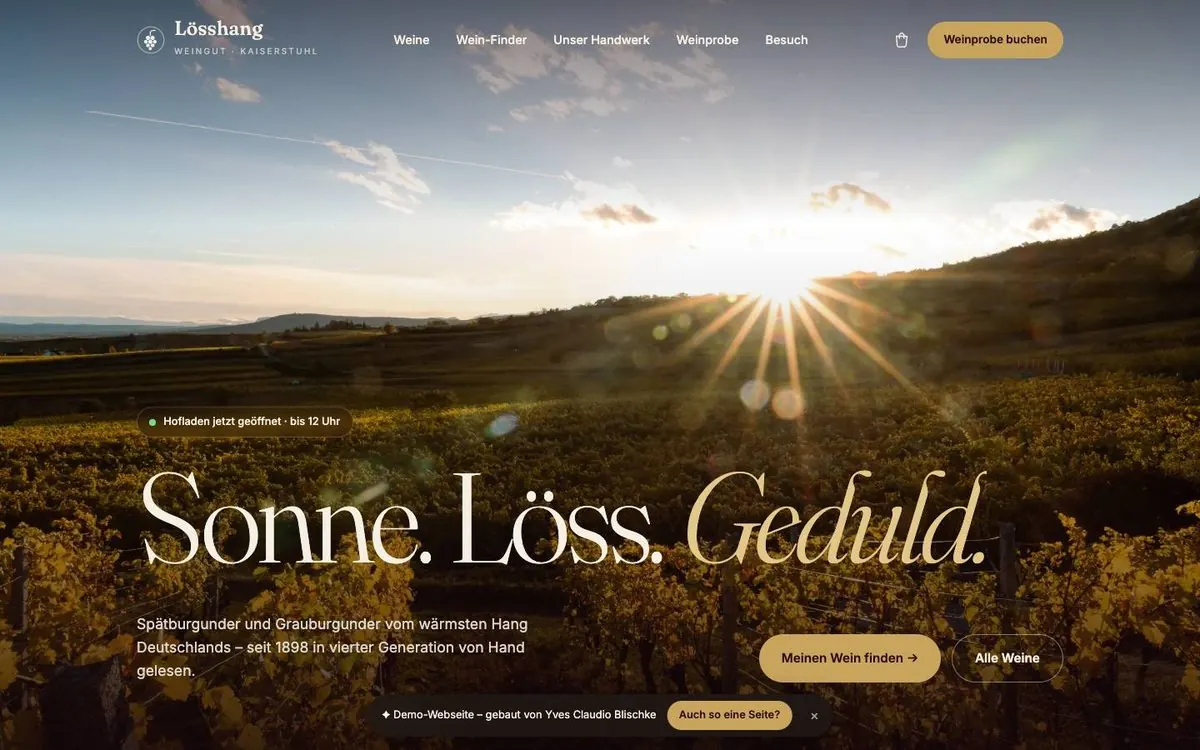 Lösshang
WEINGUT · KAISERSTUHL
Weine
Wein-Finder
Unser Handwerk
Weinprobe
Besuch
Weinprobe buchen
Hofladen jetzt geöffnet · bis 12 Uhr
Sonne. Löss. Geduld.
Spätburgunder und Grauburgunder vom wärmsten Hang
Deutschlands – seit 1898 in vierter Generation von Hand
gelesen.
Meinen Wein finden →
Alle Weine
✦ Demo-Webseite – gebaut von Yves Claudio Blischke
Auch so eine Seite?
×